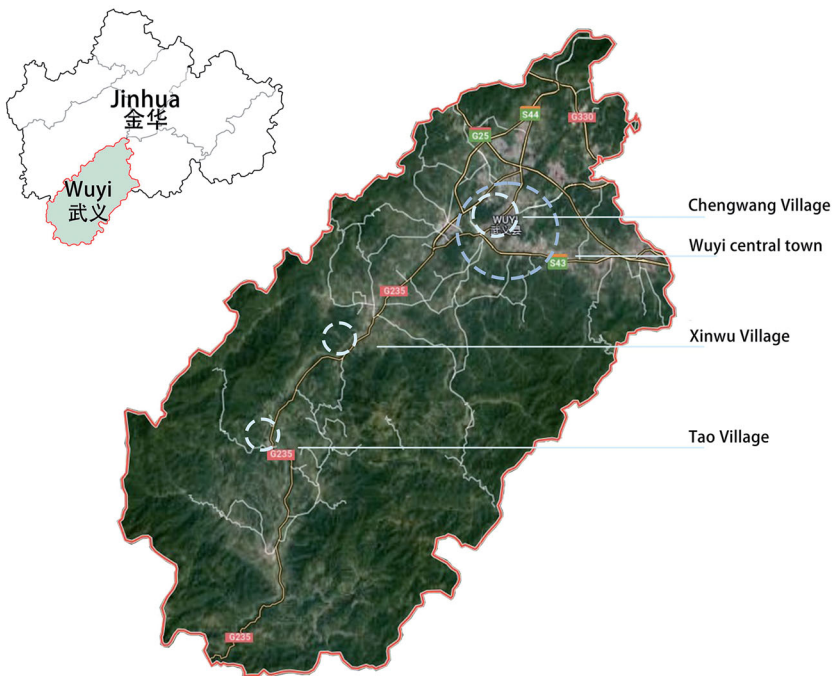 Jinhua
金华
Wuyi
武义
S44
G330
G25
WUYI
武义县
Chengwang Village
Wuyi central town
S43
G235
Xinwu Village
Tao Village
G235
G235